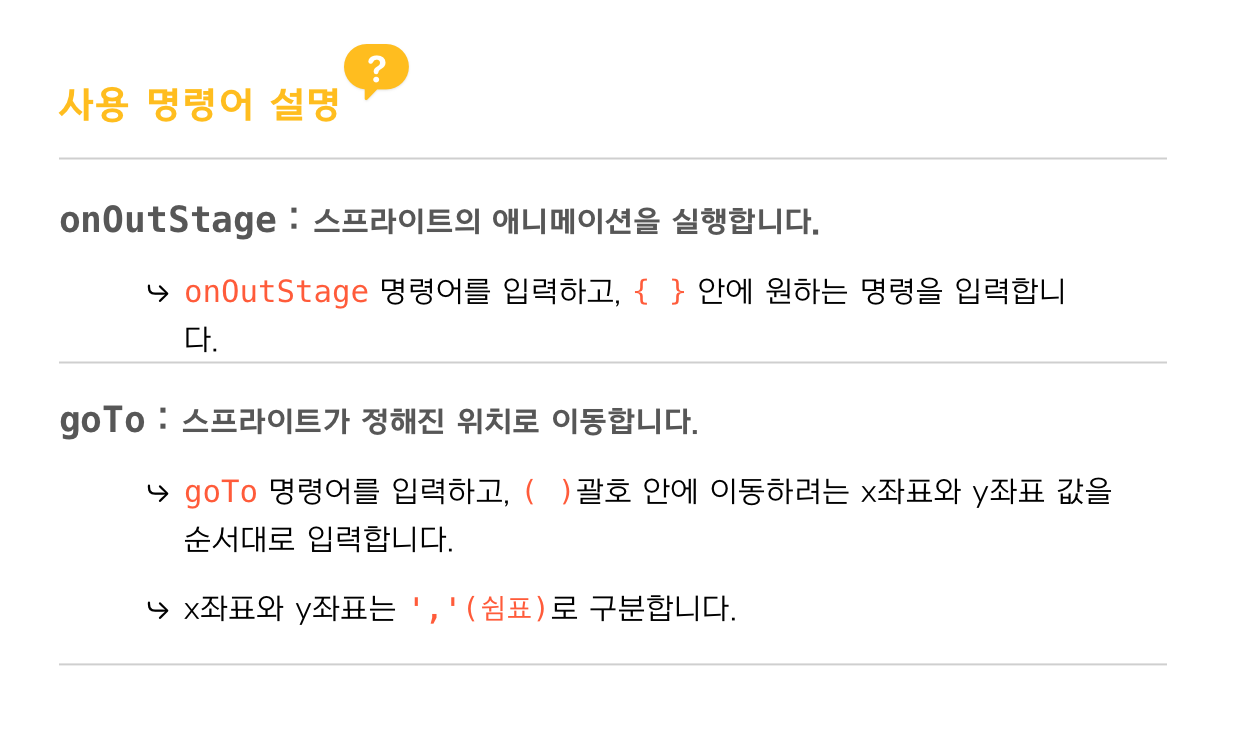 사용 명령어 설명 ?
onOutStage : 스프라이트의 애니메이션을 실행합니다.
↪ onOutStage 명령어를 입력하고, { } 안에 원하는 명령을 입력합니
다.
goTo : 스프라이트가 정해진 위치로 이동합니다.
↪ goTo 명령어를 입력하고, ( )괄호 안에 이동하려는 x좌표와 y좌표 값을
순서대로 입력합니다.
↪ x좌표와 y좌표는 ','(쉼표)로 구분합니다.